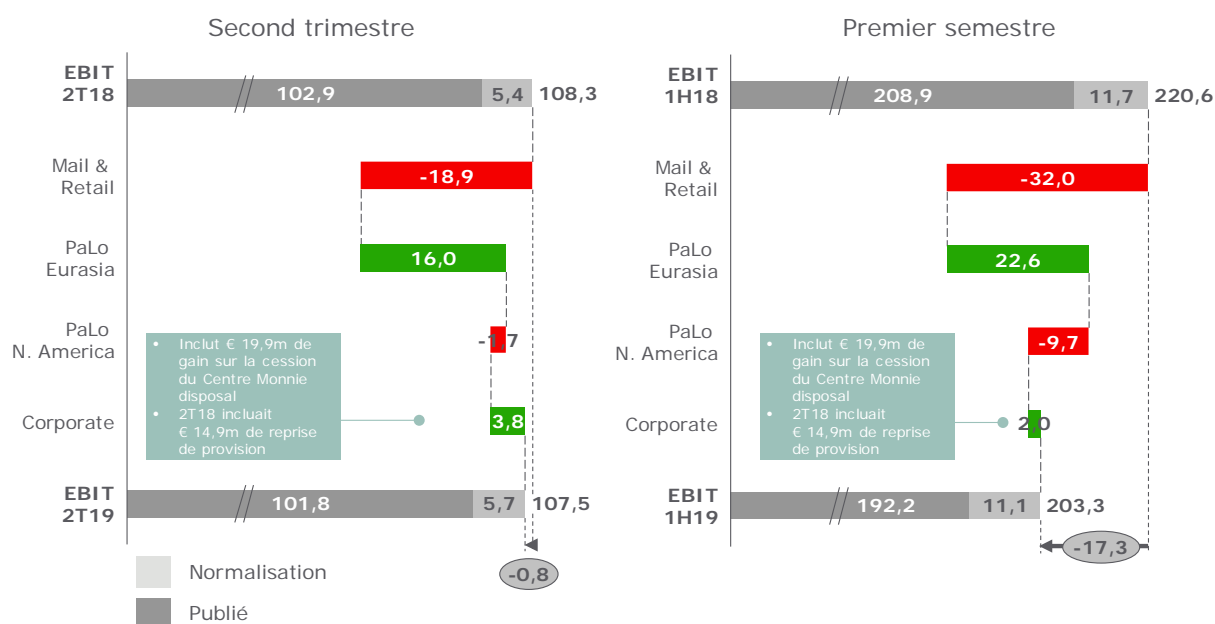 Second trimestre
EBIT
2T18
102,9
5,4
108,3
Mail &
Retail
-18,9
PaLo
Eurasia
16,0
PaLo
N. America
-1,7
• Inclut € 19,9m de
gain sur la cession
du Centre Monnie
disposal
• 2T18 incluait
€ 14,9m de reprise
de provision
Corporate
3,8
EBIT
2T19
101,8
5,7
107,5
-0,8
Normalisation
Publié
Premier semestre
EBIT
1H18
208,9
11,7
220,6
Mail &
Retail
-32,0
PaLo
Eurasia
22,6
PaLo
N. America
-9,7
• Inclut € 19,9m de
gain sur la cession
du Centre Monnie
disposal
• 2T18 incluait
€ 14,9m de reprise
de provision
Corporate
2,0
EBIT
1H19
192,2
11,1
203,3
-17,3